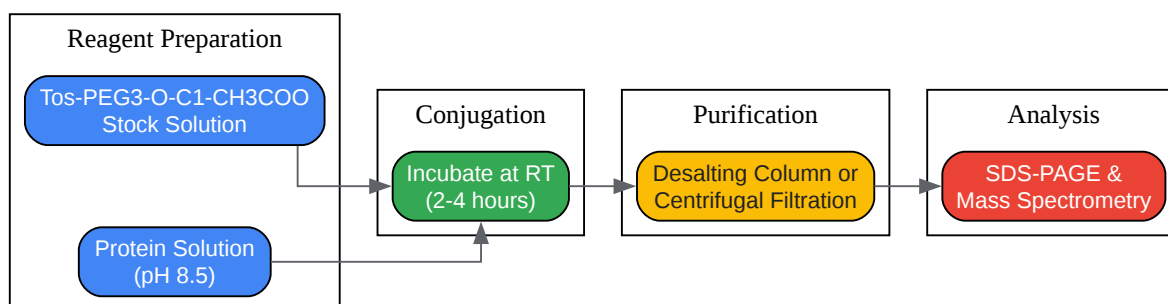 Reagent Preparation
Tos-PEG3-O-C1-CH3COO
Stock Solution
Protein Solution
(pH 8.5)
Conjugation
Incubate at RT
(2-4 hours)
Purification
Desalting Column or
Centrifugal Filtration
Analysis
SDS-PAGE &
Mass Spectrometry